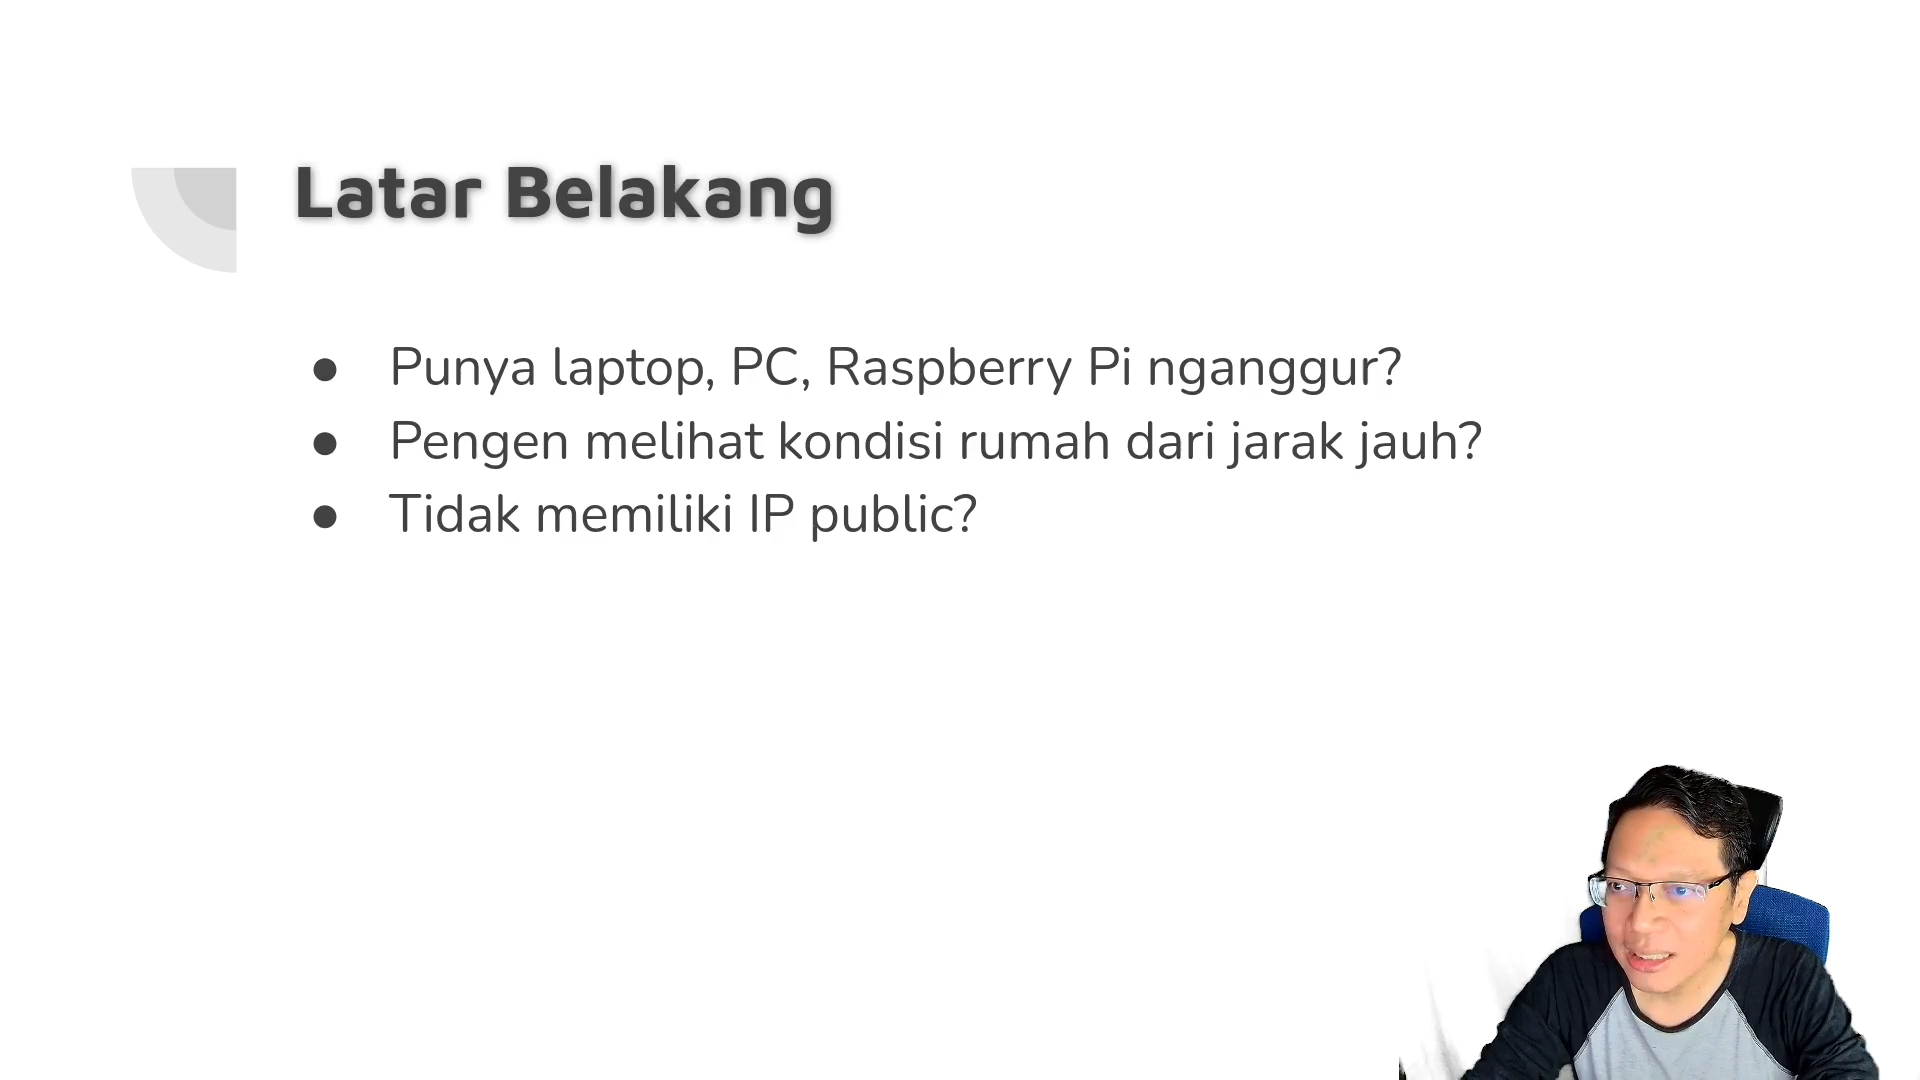 Latar Belakang
● Punya laptop, PC, Raspberry Pi nganggur?
● Pengen melihat kondisi rumah dari jarak jauh?
● Tidak memiliki IP public?